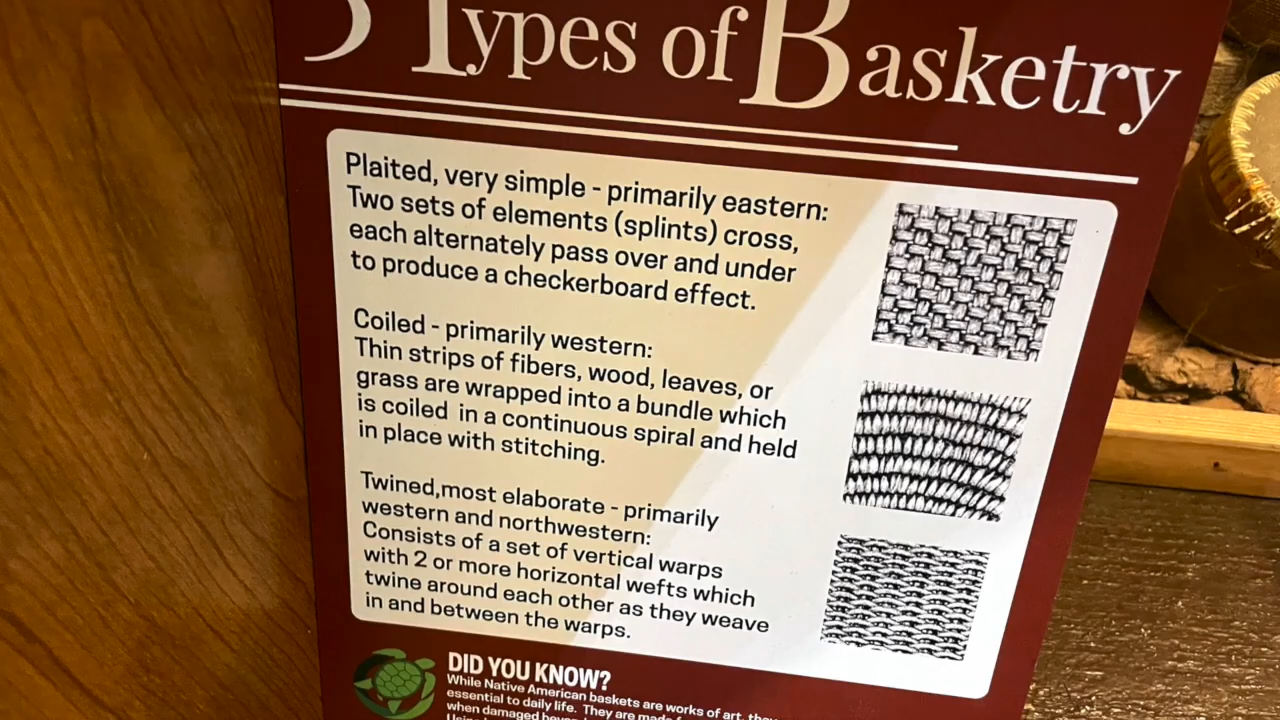 3 Types of Basketry
Plaited, very simple - primarily eastern:
Two sets of elements (splints) cross,
each alternately pass over and under
to produce a checkerboard effect.
Coiled - primarily western:
Thin strips of fibers, wood, leaves, or
grass are wrapped into a bundle which
is coiled in a continuous spiral and held
in place with stitching.
Twined,most elaborate - primarily
western and northwestern:
Consists of a set of vertical warps
with 2 or more horizontal wefts which
twine around each other as they weave
in and between the warps.
DID YOU KNOW?
While Native American baskets are works of art, they
essential to daily life. They are made
when damaged